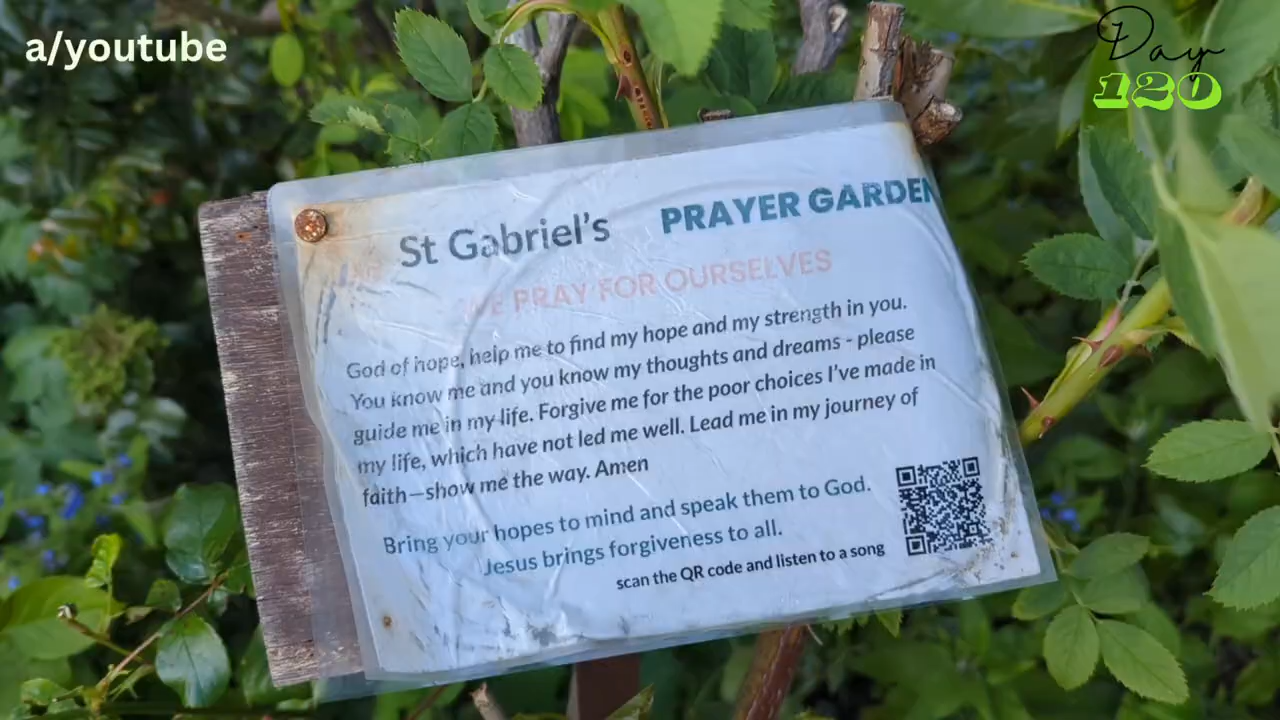 a/youtube
Day
120
St Gabriel's PRAYER GARDEN
WE PRAY FOR OURSELVES
God of hope, help me to find my hope and my strength in you.
You know me and you know my thoughts and dreams - please
guide me in my life. Forgive me for the poor choices I've made in
my life, which have not led me well. Lead me in my journey of
faith—show me the way. Amen
Bring your hopes to mind and speak them to God.
Jesus brings forgiveness to all.
scan the QR code and listen to a song